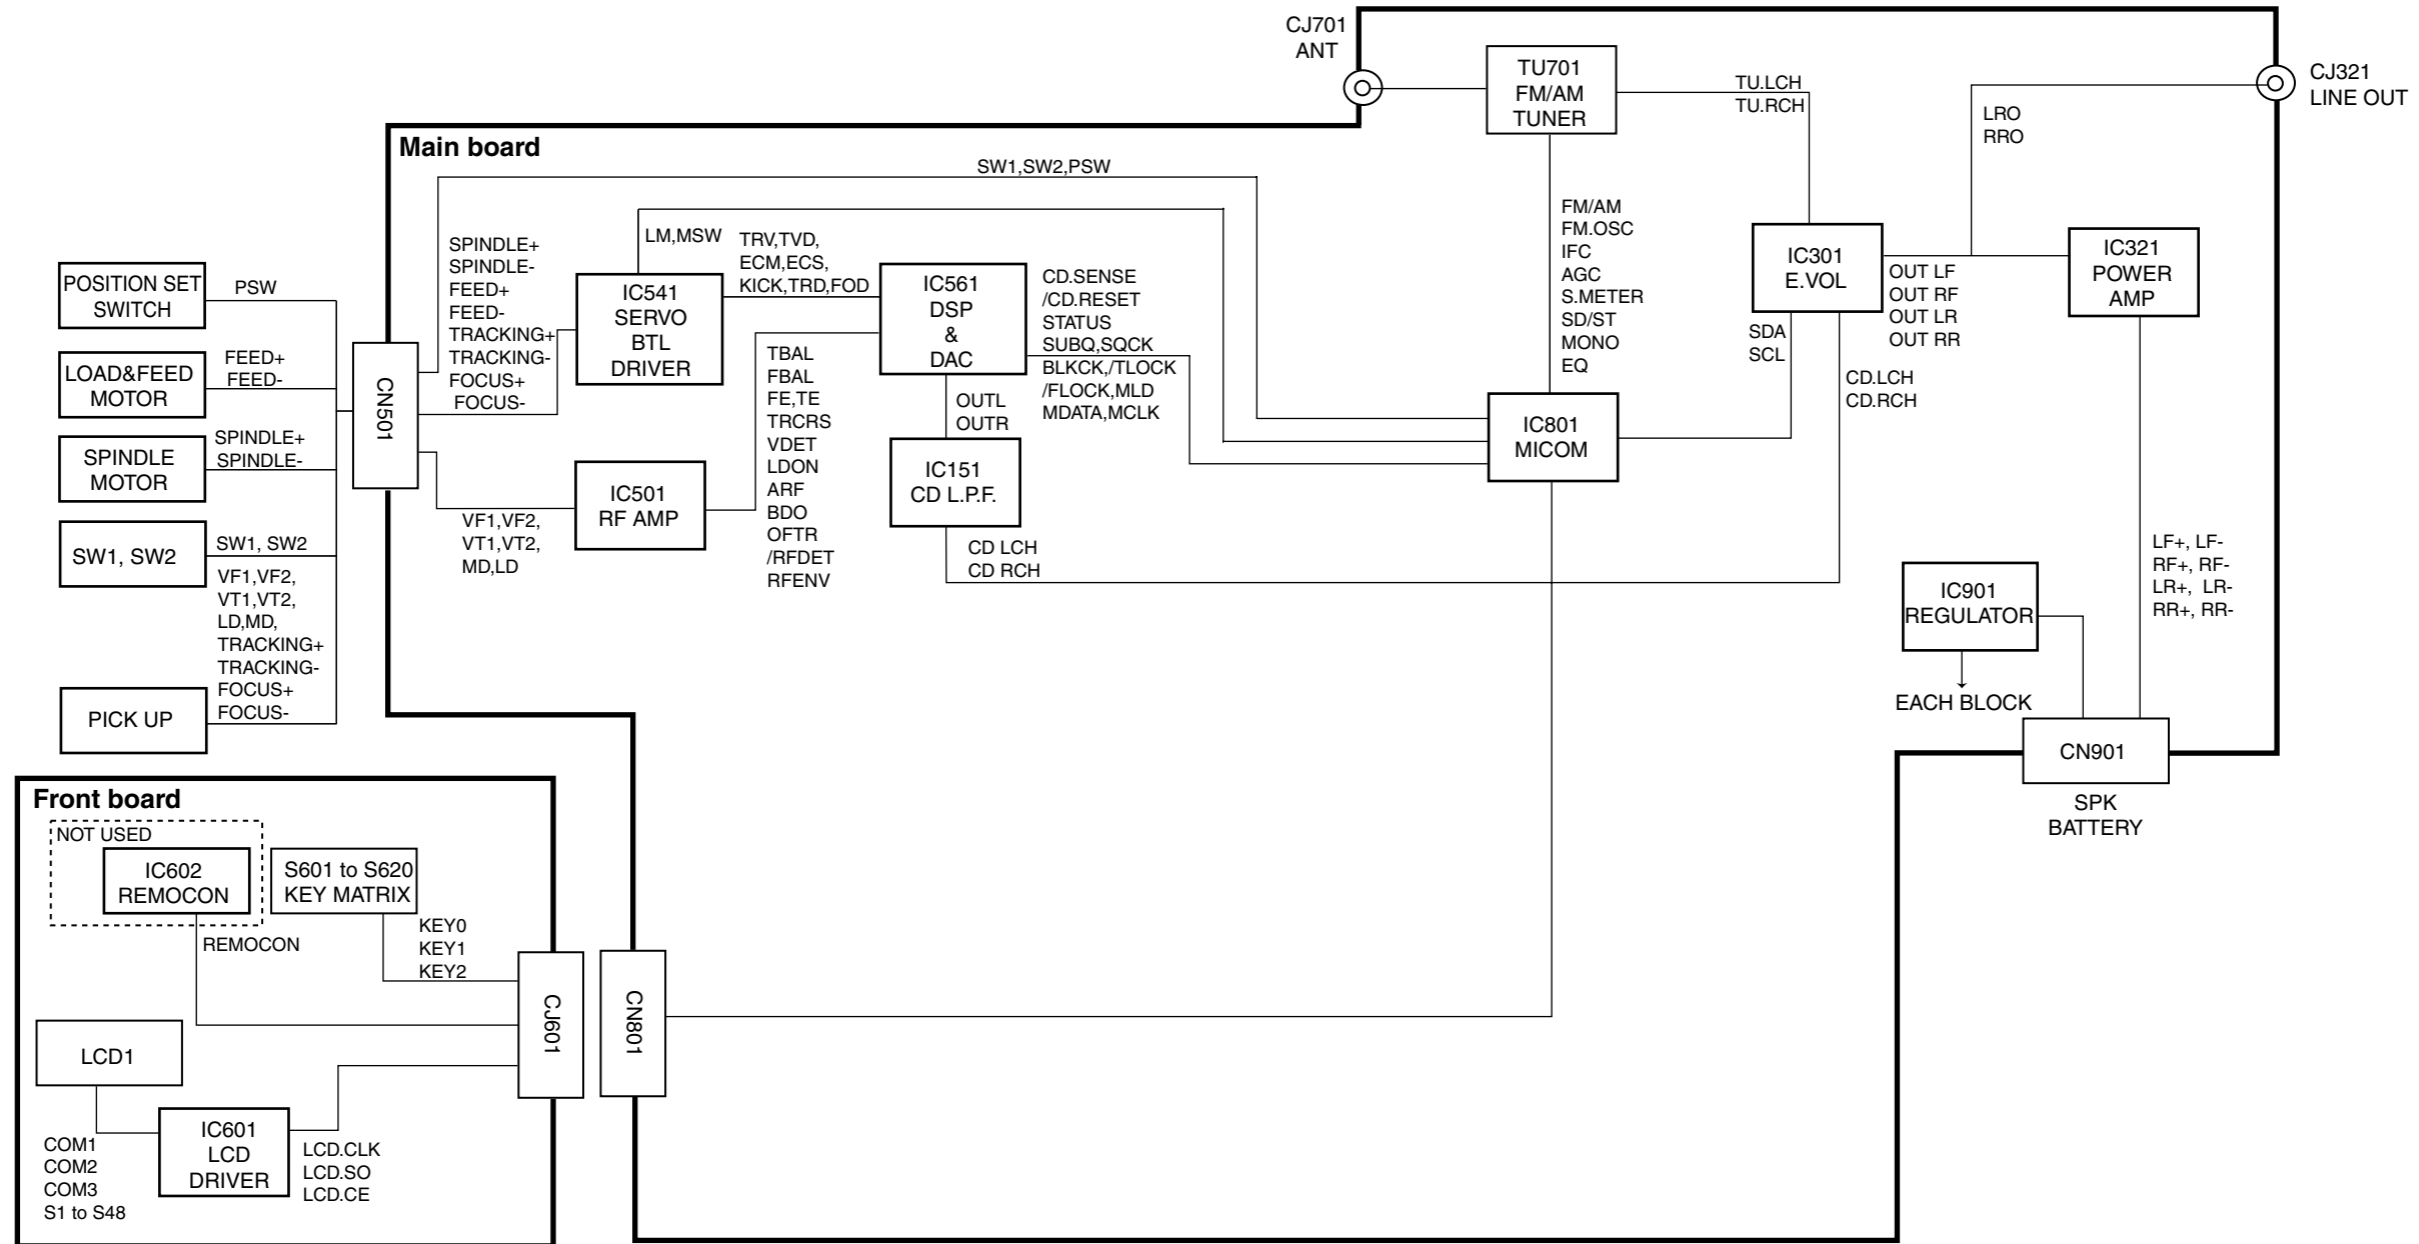 CJ701
ANT
TU701
FM/AM
TUNER
TU.LCH
TU.RCH
CJ321
LINE OUT
LRO
RRO
Main board
SW1,SW2,PSW
FM/AM
FM.OSC
IFC
AGC
S.METER
SD/ST
MONO
EQ
IC301
E.VOL
OUT LF
OUT RF
OUT LR
OUT RR
IC321
POWER
AMP
POSITION SET
SWITCH
PSW
LOAD&FEED
MOTOR
FEED+
FEED-
SPINDLE
MOTOR
SPINDLE+
SPINDLE-
SW1, SW2
SW1, SW2
VF1,VF2,
VT1,VT2,
LD,MD,
TRACKING+
TRACKING-
FOCUS+
FOCUS-
PICK UP
CN501
SPINDLE+
SPINDLE-
FEED+
FEED-
TRACKING+
TRACKING-
FOCUS+
FOCUS-
LM,MSW
IC541
SERVO
BTL
DRIVER
TRV,TVD,
ECM,ECS,
KICK,TRD,FOD
IC561
DSP
&
DAC
CD.SENSE
/CD.RESET
STATUS
SUBQ,SQCK
BLKCK,/TLOCK
/FLOCK,MLD
MDATA,MCLK
VF1,VF2,
VT1,VT2,
MD,LD
IC501
RF AMP
TBAL
FBAL
FE,TE
TRCRS
VDET
LDON
ARF
BDO
OFTR
/RFDET
RFENV
OUTL
OUTR
IC151
CD L.P.F.
CD LCH
CD RCH
IC801
MICOM
SDA
SCL
CD.LCH
CD.RCH
LF+, LF-
RF+, RF-
LR+, LR-
RR+, RR-
IC901
REGULATOR
EACH BLOCK
CN901
SPK
BATTERY
Front board
NOT USED
IC602
REMOCON
S601 to S620
KEY MATRIX
REMOCON
KEY0
KEY1
KEY2
CJ601
CN801
LCD1
COM1
COM2
COM3
S1 to S48
IC601
LCD
DRIVER
LCD.CLK
LCD.SO
LCD.CE